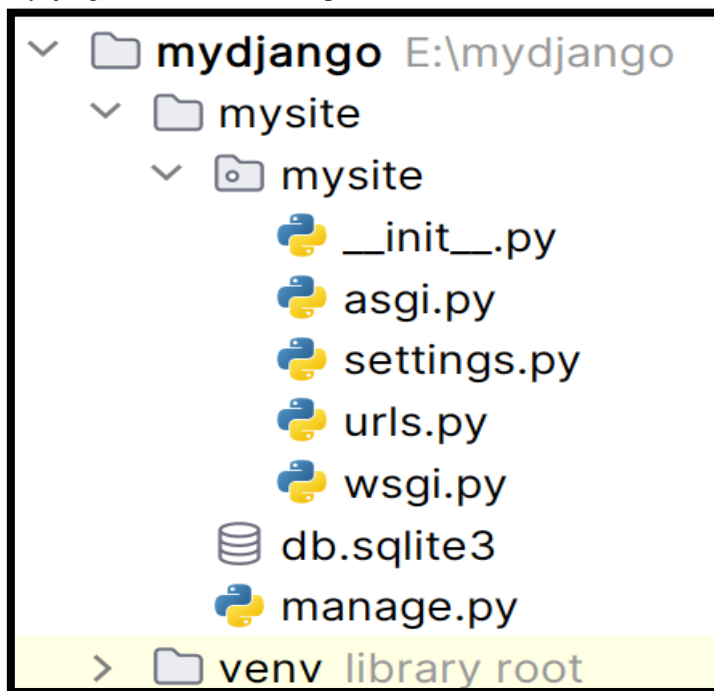 mydjango E:\mydjango
mysite
mysite
__init__.py
asgi.py
settings.py
urls.py
wsgi.py
db.sqlite3
manage.py
venv library root